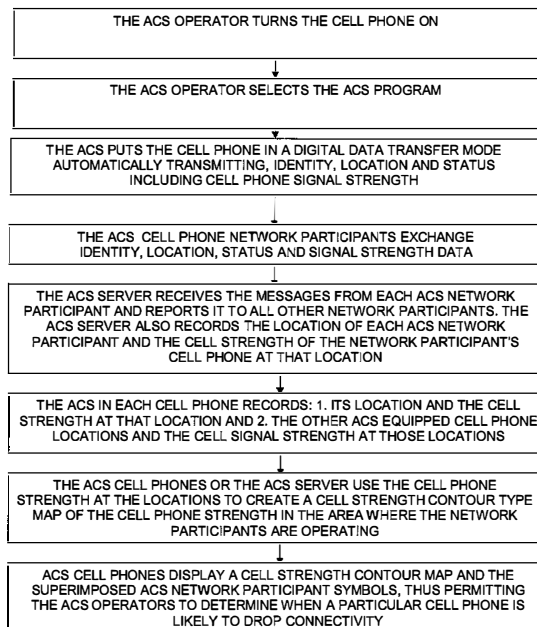 THE ACS OPERATOR TURNS THE CELL PHONE ON
THE ACS OPERATOR SELECTS THE ACS PROGRAM
THE ACS PUTS THE CELL PHONE IN A DIGITAL DATA TRANSFER MODE
AUTOMATICALLY TRANSMITTING, IDENTITY, LOCATION AND STATUS
INCLUDING CELL PHONE SIGNAL STRENGTH
THE ACS CELL PHONE NETWORK PARTICIPANTS EXCHANGE
IDENTITY, LOCATION, STATUS AND SIGNAL STRENGTH DATA
THE ACS SERVER RECEIVES THE MESSAGES FROM EACH ACS NETWORK
PARTICIPANT AND REPORTS IT TO ALL OTHER NETWORK PARTICIPANTS. THE
ACS SERVER ALSO RECORDS THE LOCATION OF EACH ACS NETWORK
PARTICIPANT AND THE CELL STRENGTH OF THE NETWORK PARTICIPANT'S
CELL PHONE AT THAT LOCATION
THE ACS IN EACH CELL PHONE RECORDS: 1. ITS LOCATION AND THE CELL
STRENGTH AT THAT LOCATION AND 2. THE OTHER ACS EQUIPPED CELL PHONE
LOCATIONS AND THE CELL SIGNAL STRENGTH AT THOSE LOCATIONS
THE ACS CELL PHONES OR THE ACS SERVER USE THE CELL PHONE
STRENGTH AT THE LOCATIONS TO CREATE A CELL STRENGTH CONTOUR TYPE
MAP OF THE CELL PHONE STRENGTH IN THE AREA WHERE THE NETWORK
PARTICIPANTS ARE OPERATING
ACS CELL PHONES DISPLAY A CELL STRENGTH CONTOUR MAP AND THE
SUPERIMPOSED ACS NETWORK PARTICIPANT SYMBOLS, THUS PERMITTING
THE ACS OPERATORS TO DETERMINE WHEN A PARTICULAR CELL PHONE IS
LIKELY TO DROP CONNECTIVITY